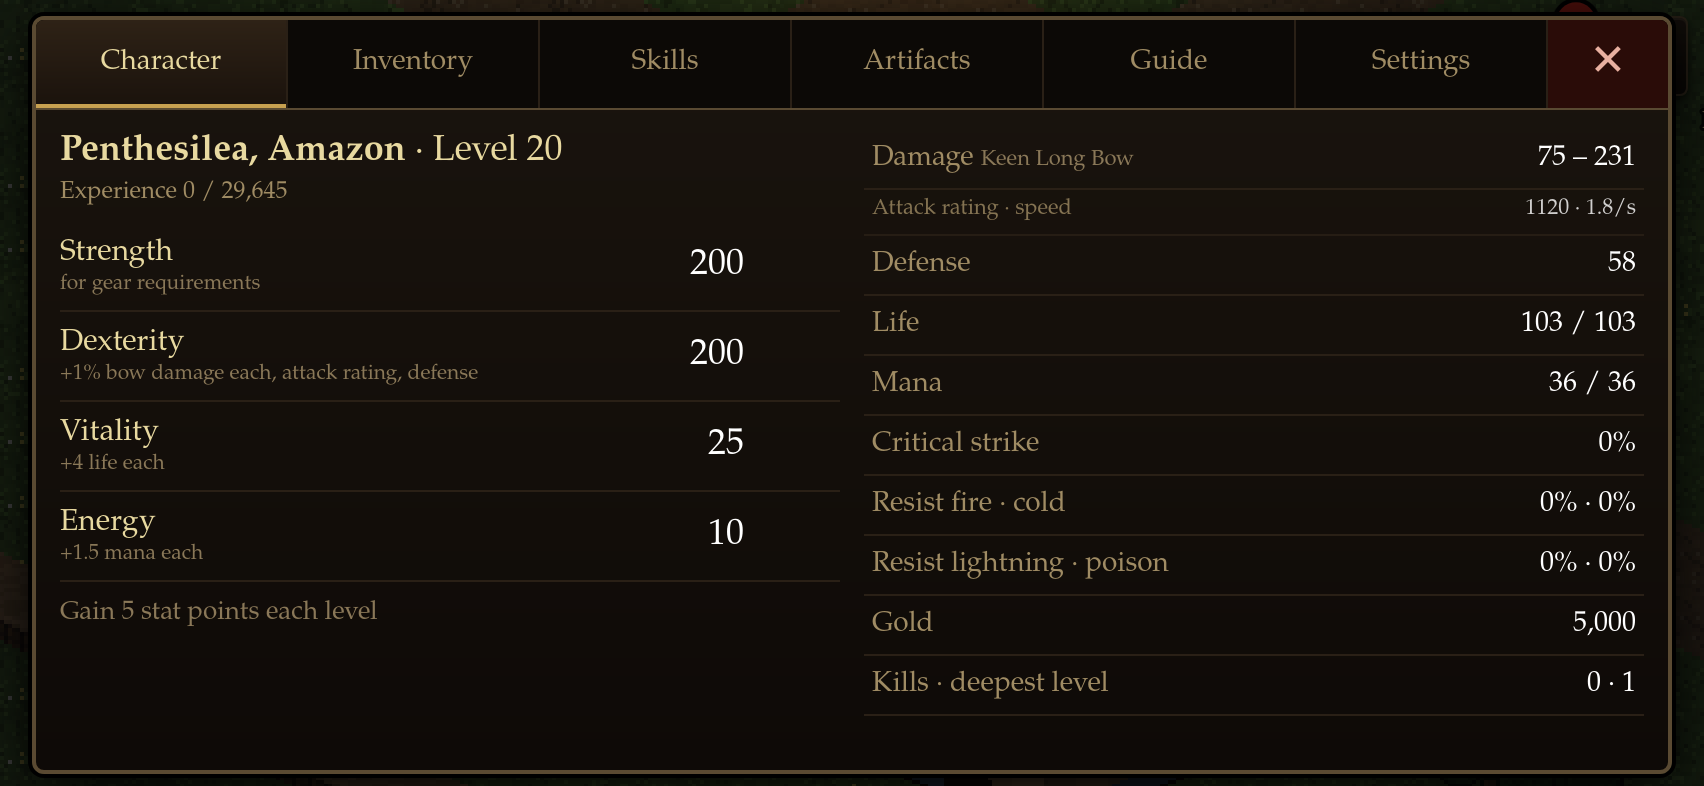 Character Inventory Skills Artifacts Guide Settings ✕
Penthesilea, Amazon · Level 20
Experience 0 / 29,645
Strength 200
for gear requirements
Dexterity 200
+1% bow damage each, attack rating, defense
Vitality 25
+4 life each
Energy 10
+1.5 mana each
Gain 5 stat points each level
Damage Keen Long Bow 75 – 231
Attack rating · speed 1120 · 1.8/s
Defense 58
Life 103 / 103
Mana 36 / 36
Critical strike 0%
Resist fire · cold 0% · 0%
Resist lightning · poison 0% · 0%
Gold 5,000
Kills · deepest level 0 · 1